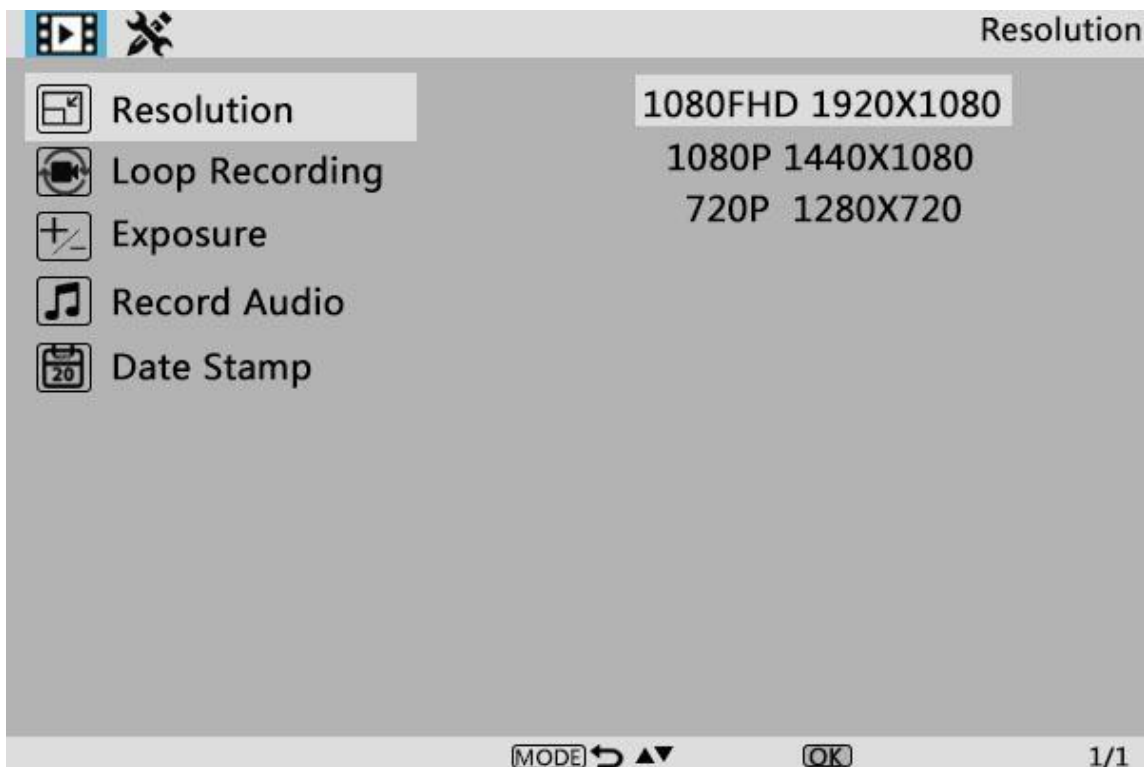 Resolution
Resolution
1080FHD 1920X1080
Loop Recording
1080P 1440X1080
Exposure
720P 1280X720
Record Audio
20
Date Stamp
MODE OK 1/1